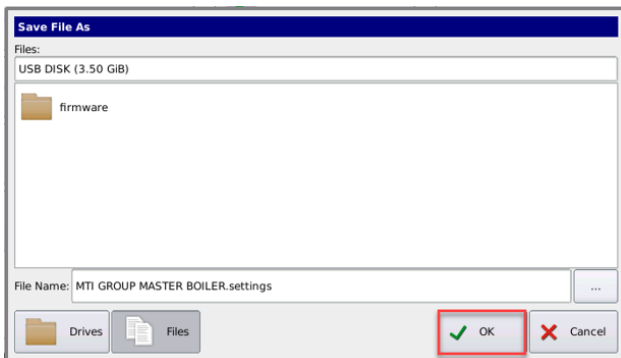 Save File As
Files:
USB DISK (3.50 GiB)
firmware
File Name: MTI GROUP MASTER BOILER.settings ...
Drives Files OK Cancel